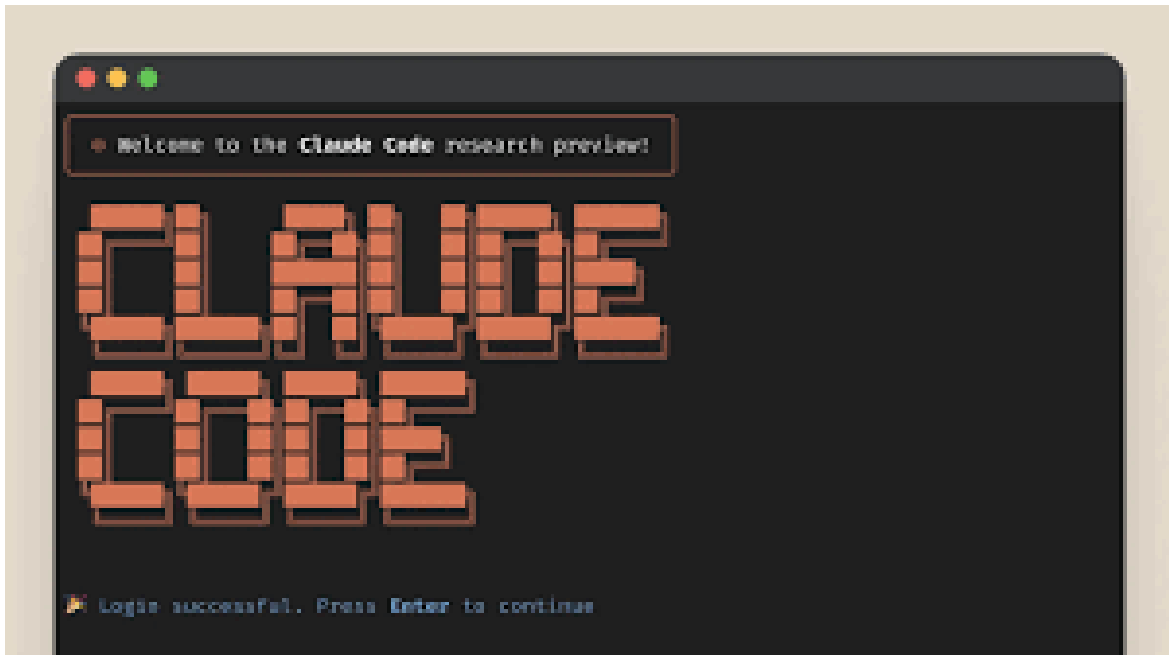 Welcome to the Claude Code research preview!
CLAUDE
CODE
Login successful. Press Enter to continue